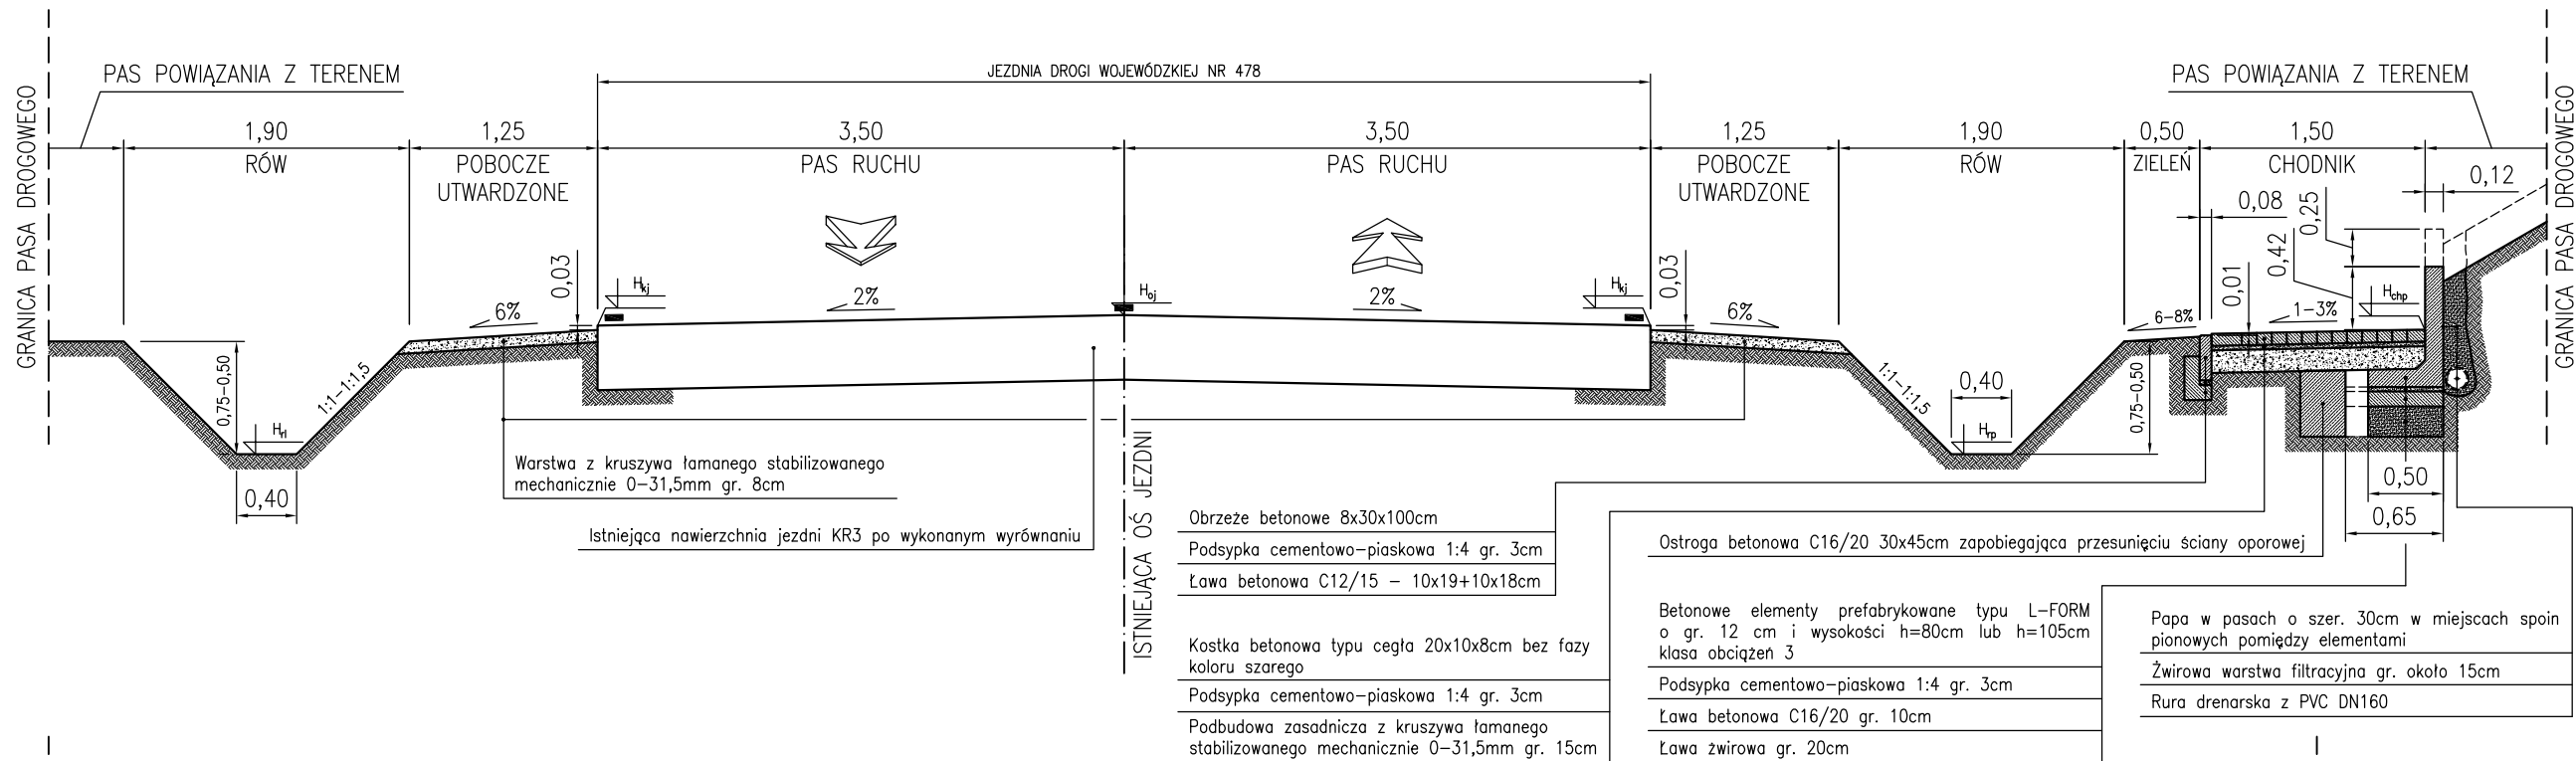 JEZDNIA DROGI WOJEWÓDZKIEJ NR 478
PAS POWIĄZANIA Z TERENEM
PAS POWIĄZANIA Z TERENEM
GRANICA PASA DROGOWEGO
GRANICA PASA DROGOWEGO
1,90
RÓW
1,25
POBOCZE
UTWARDZONE
3,50
PAS RUCHU
3,50
PAS RUCHU
1,25
POBOCZE
UTWARDZONE
1,90
RÓW
0,50
ZIELEŃ
1,50
CHODNIK
0,12
0,08
0,25
0,42
0,01
0,03
0,03
Hkj
Hoj
Hkj
Hchp
6%
2%
2%
6%
6-8%
1-3%
0,75-0,50
1:1-1:1,5
Hrl
0,40
1:1-1:1,5
0,40
Hrp
0,75-0,50
0,50
0,65
ISTNIEJĄCA OŚ JEZDNI
Warstwa z kruszywa łamanego stabilizowanego
mechanicznie 0-31,5mm gr. 8cm
Istniejąca nawierzchnia jezdni KR3 po wykonanym wyrównaniu
Obrzeże betonowe 8x30x100cm
Podsypka cementowo-piaskowa 1:4 gr. 3cm
Ława betonowa C12/15 - 10x19+10x18cm
Kostka betonowa typu cegła 20x10x8cm bez fazy
koloru szarego
Podsypka cementowo-piaskowa 1:4 gr. 3cm
Podbudowa zasadnicza z kruszywa łamanego
stabilizowanego mechanicznie 0-31,5mm gr. 15cm
Ostroga betonowa C16/20 30x45cm zapobiegająca przesunięciu ściany oporowej
Betonowe elementy prefabrykowane typu L-FORM
o gr. 12 cm i wysokości h=80cm lub h=105cm
klasa obciążeń 3
Podsypka cementowo-piaskowa 1:4 gr. 3cm
Ława betonowa C16/20 gr. 10cm
Ława żwirowa gr. 20cm
Papa w pasach o szer. 30cm w miejscach spoin
pionowych pomiędzy elementami
Żwirowa warstwa filtracyjna gr. około 15cm
Rura drenarska z PVC DN160